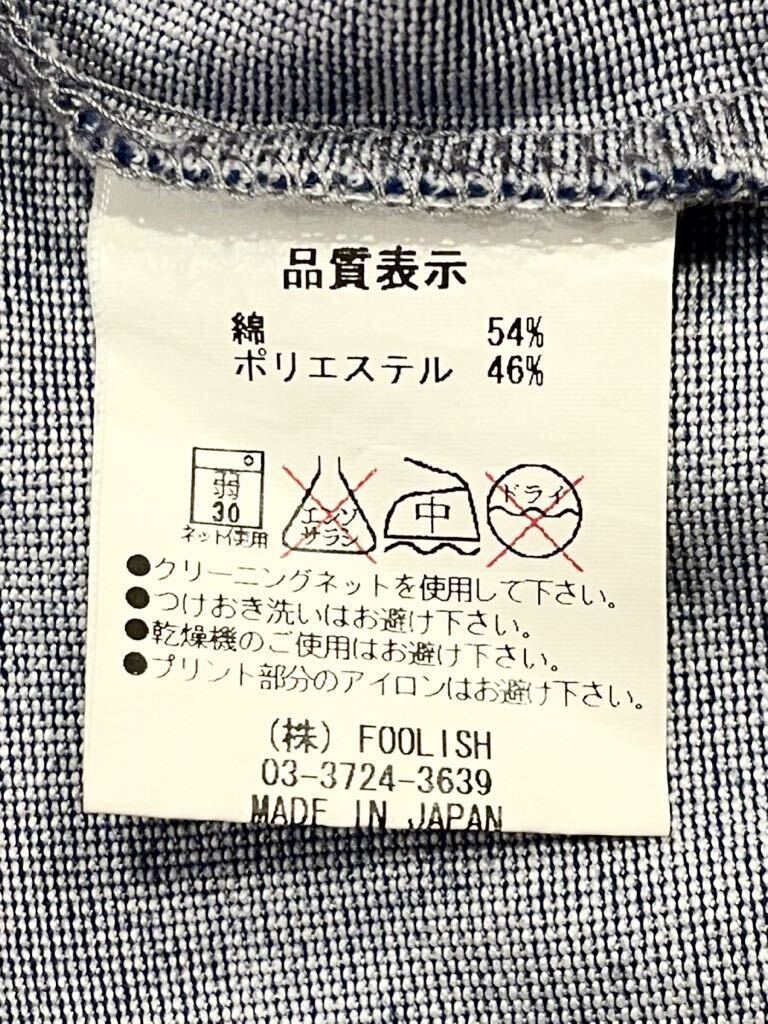 品質表示
綿 54%
ポリエステル 46%
弱
30
ネット使用
エンソ
サラシ
中
ドライ
●クリーニングネットを使用して下さい。
●つけおき洗いはお避け下さい。
●乾燥機のご使用はお避け下さい。
●プリント部分のアイロンはお避け下さい。
(株) FOOLISH
03-3724-3639
MADE IN JAPAN